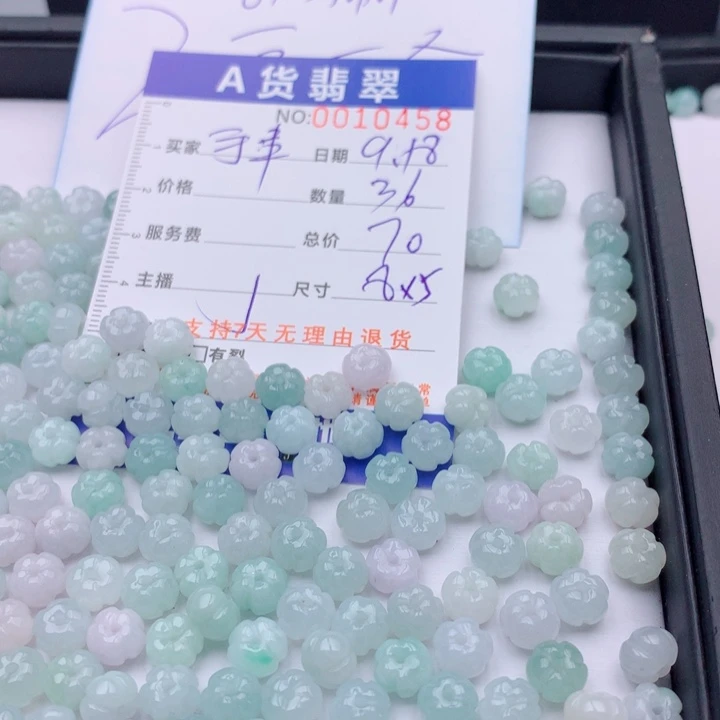 A货翡翠
NO:0010458
买家 日期 9.18
价格 数量 36
服务费 总价 70
主播 尺寸 8x5
支持7天无理由退货
有裂
常